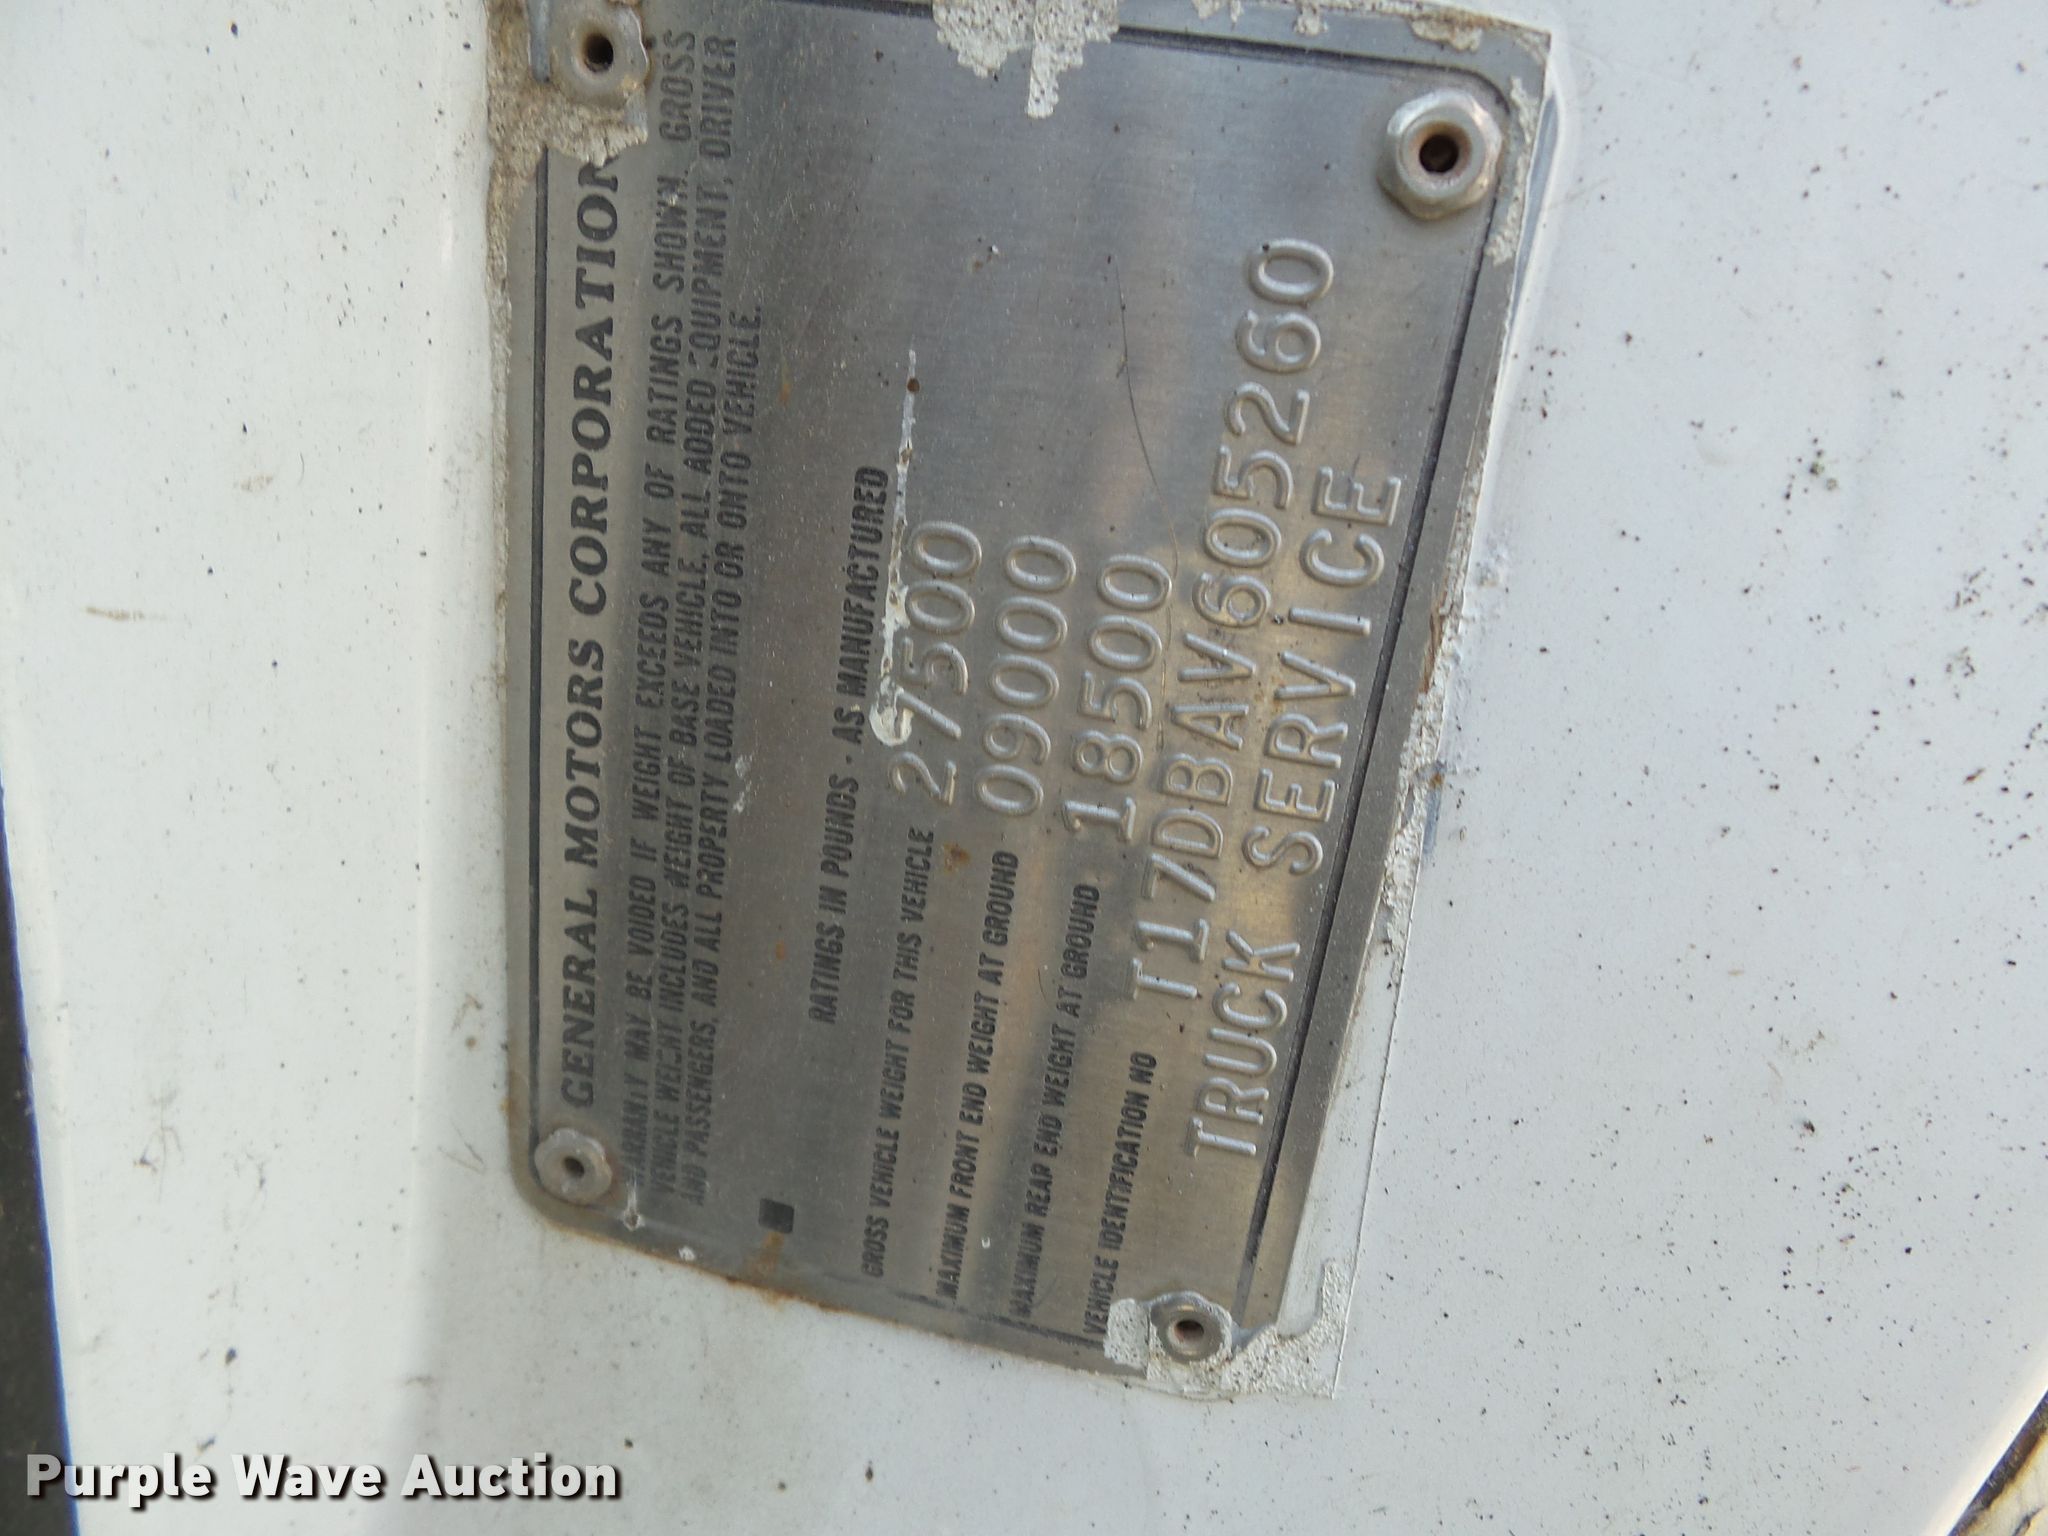 GENERAL MOTORS CORPORATION
WARRANTY MAY BE VOIDED IF WEIGHT EXCEEDS ANY OF RATINGS SHOWN. GROSS
VEHICLE WEIGHT INCLUDES WEIGHT OF BASE VEHICLE, ALL ADDED EQUIPMENT, DRIVER
AND PASSENGERS, AND ALL PROPERTY LOADED INTO OR ONTO VEHICLE.
RATINGS IN POUNDS - AS MANUFACTURED
GROSS VEHICLE WEIGHT FOR THIS VEHICLE 27500
MAXIMUM FRONT END WEIGHT AT GROUND 09000
MAXIMUM REAR END WEIGHT AT GROUND 18500
VEHICLE IDENTIFICATION NO T17DBAV605260
TRUCK SERVICE
Purple Wave Auction